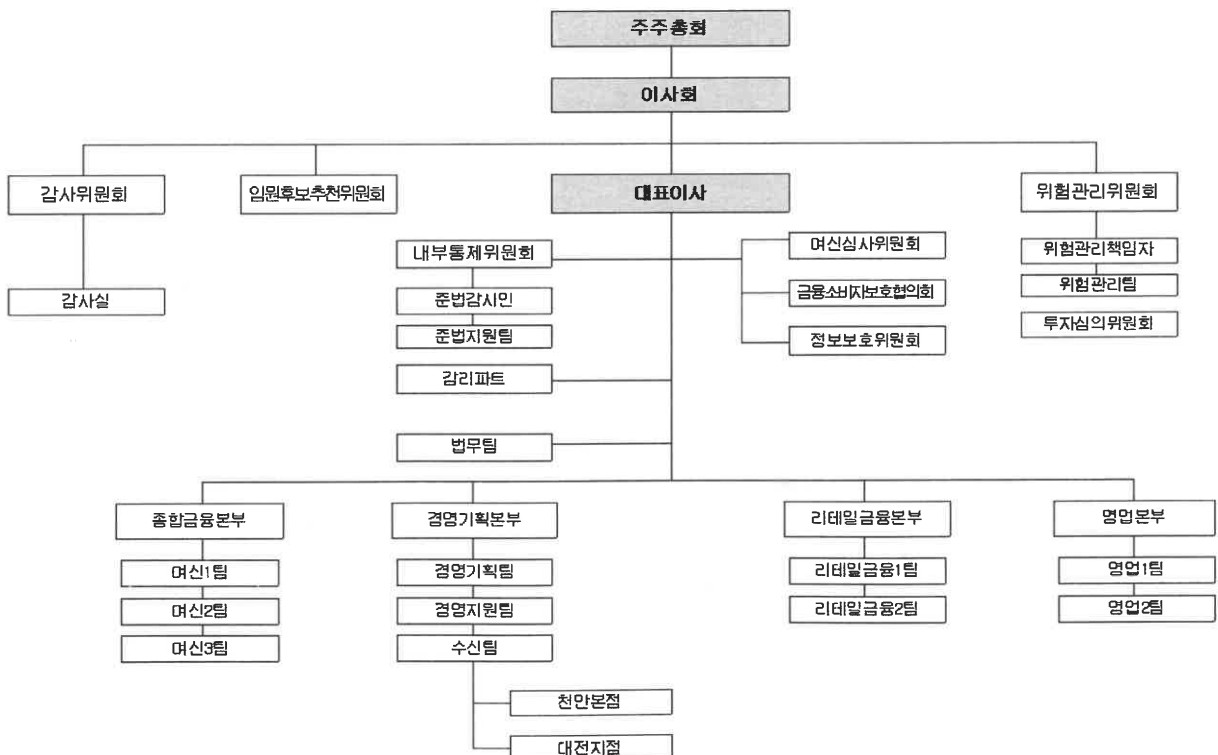 주주총회
이사회
감사위원회
임원후보추천위원회
대표이사
위험관리위원회
내부통제위원회
여신심사위원회
위험관리책임자
감사실
준법감시인
금융소비자보호협의회
위험관리팀
준법지원팀
정보보호위원회
투자심의위원회
감리파트
법무팀
종합금융본부
경영기획본부
리테일금융본부
영업본부
여신1팀
경영기획팀
리테일금융1팀
영업1팀
여신2팀
경영지원팀
리테일금융2팀
영업2팀
여신3팀
수신팀
천안본점
대전지점